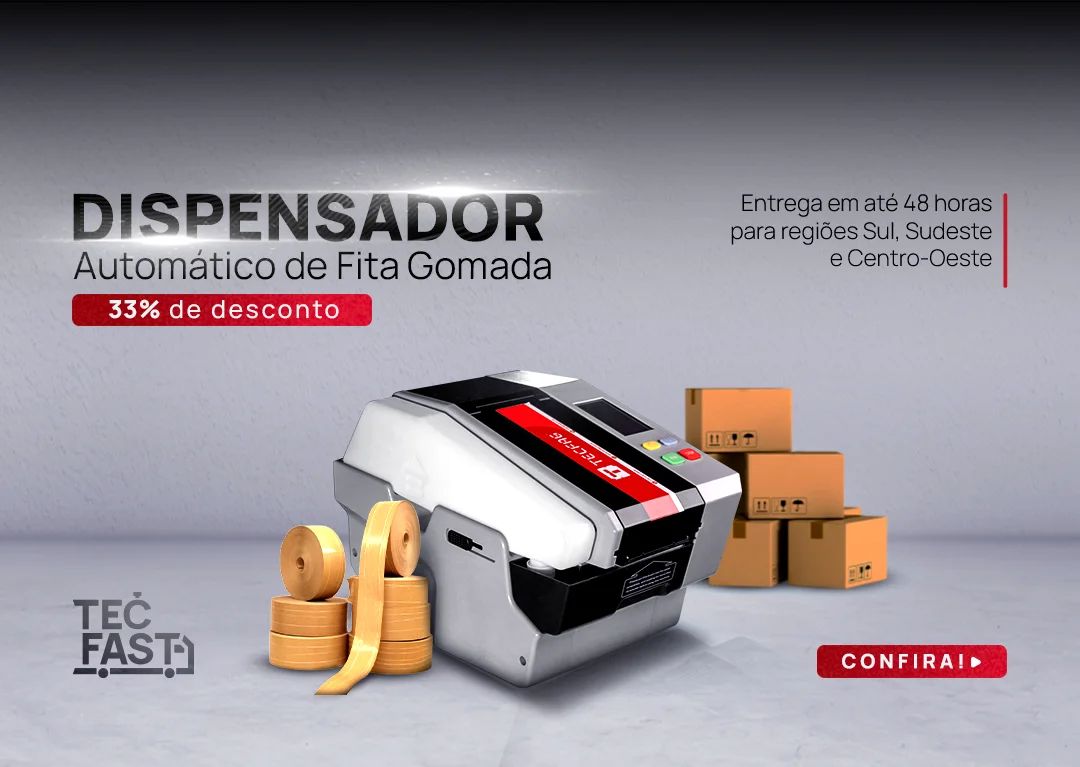 DISPENSADOR
Automático de Fita Gomada
33% de desconto
Entrega em até 48 horas
para regiões Sul, Sudeste
e Centro-Oeste
TECFAG
TEC
FAST
CONFIRA!